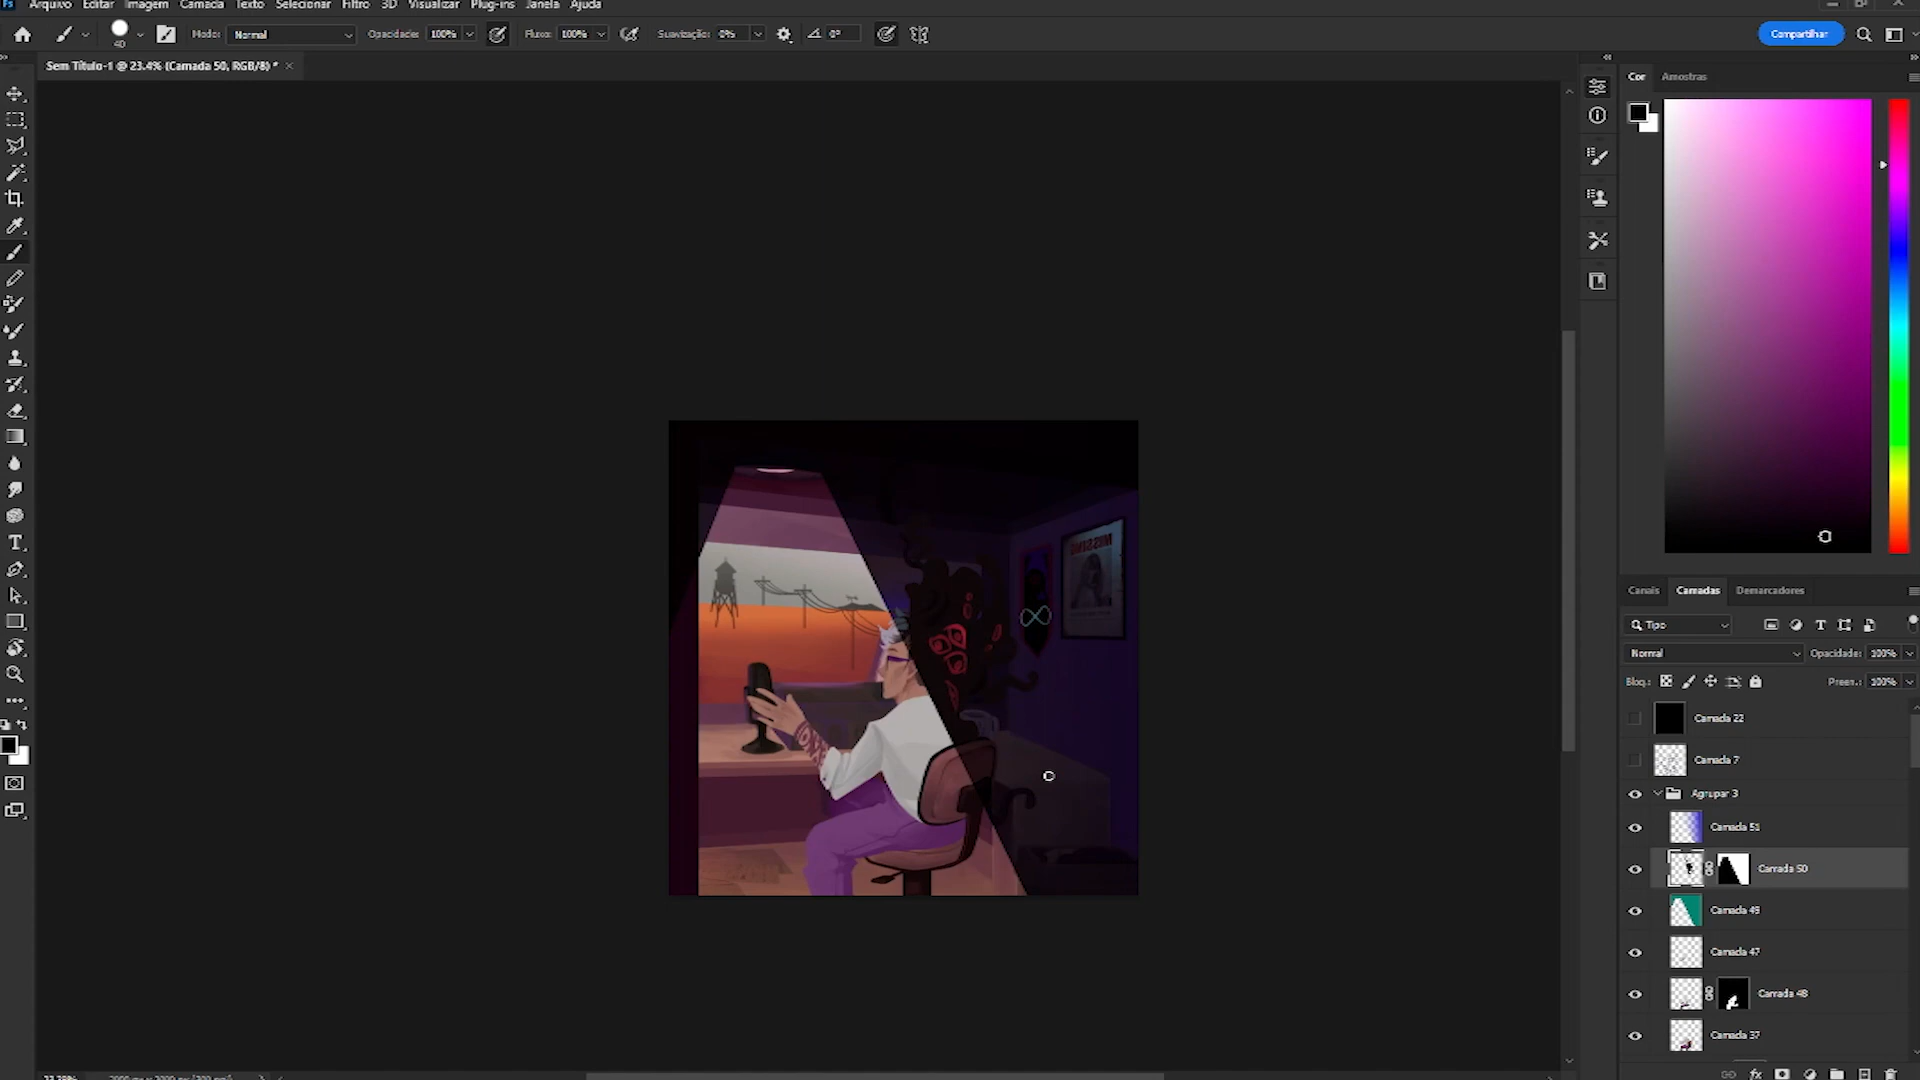 Arquivo Editar Imagem Camada Texto Selecionar Filtro 3D Visualizar Plug-ins Janela Ajuda
40 Modo: Normal Opacidade: 100% Fluxo: 100% Suavização: 0% 0° Compartilhar
Sem Título-1 @ 23.4% (Camada 50, RGB/8) *
Cor Amostras
Canais Camadas Demarcadores
Tipo
Normal Opacidade: 100%
Bloq.: Preen.: 100%
Camada 22
Camada 7
Agrupar 3
Camada 51
Camada 50
Camada 49
Camada 47
Camada 48
Camada 37